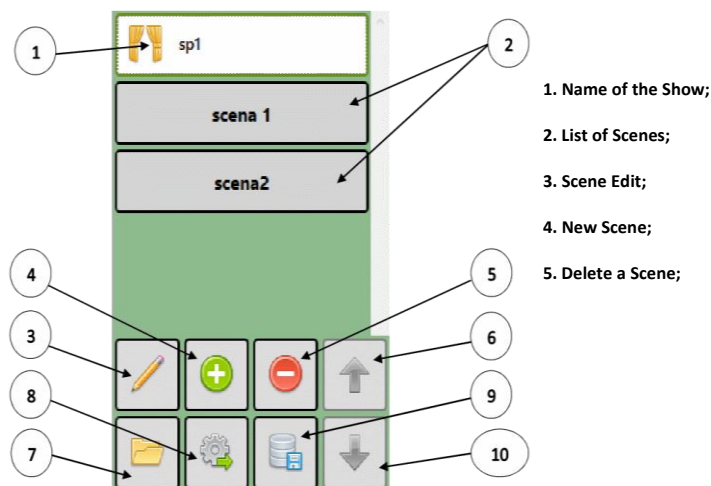 sp1
1
2
scena 1
1. Name of the Show;
2. List of Scenes;
scena2
3. Scene Edit;
4. New Scene;
4
5
5. Delete a Scene;
3
6
8
9
7
10